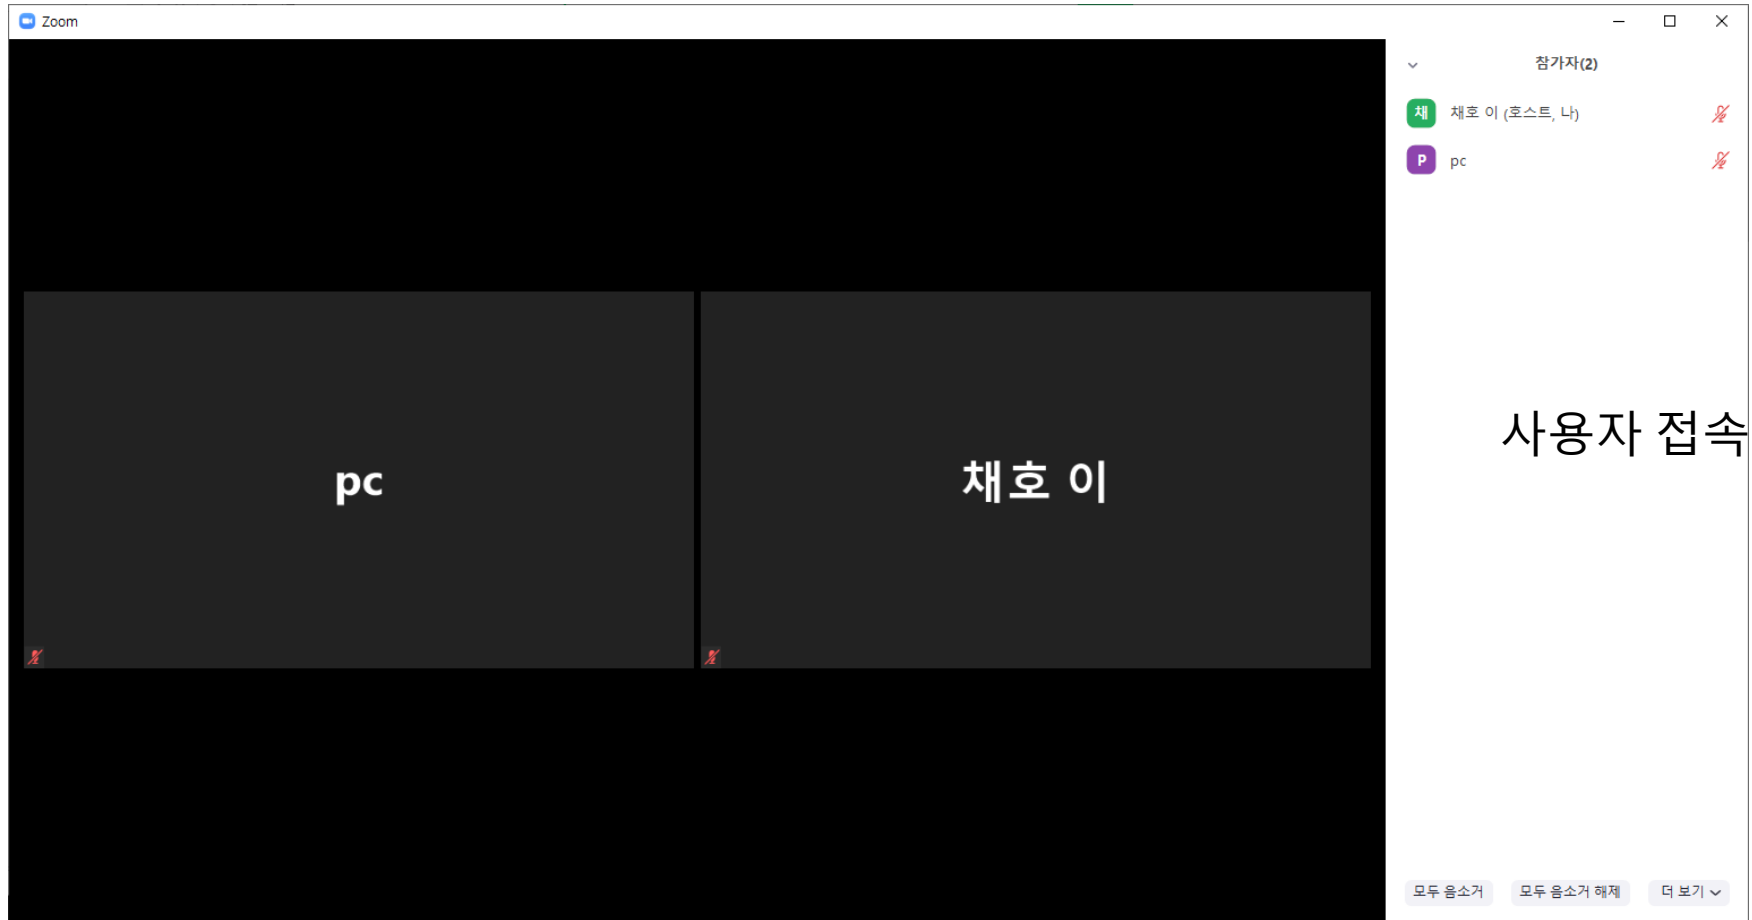 Zoom
참가자(2)
채 채호 이 (호스트, 나)
P pc
pc
채호 이
사용자 접속
모두 음소거 모두 음소거 해제 더 보기